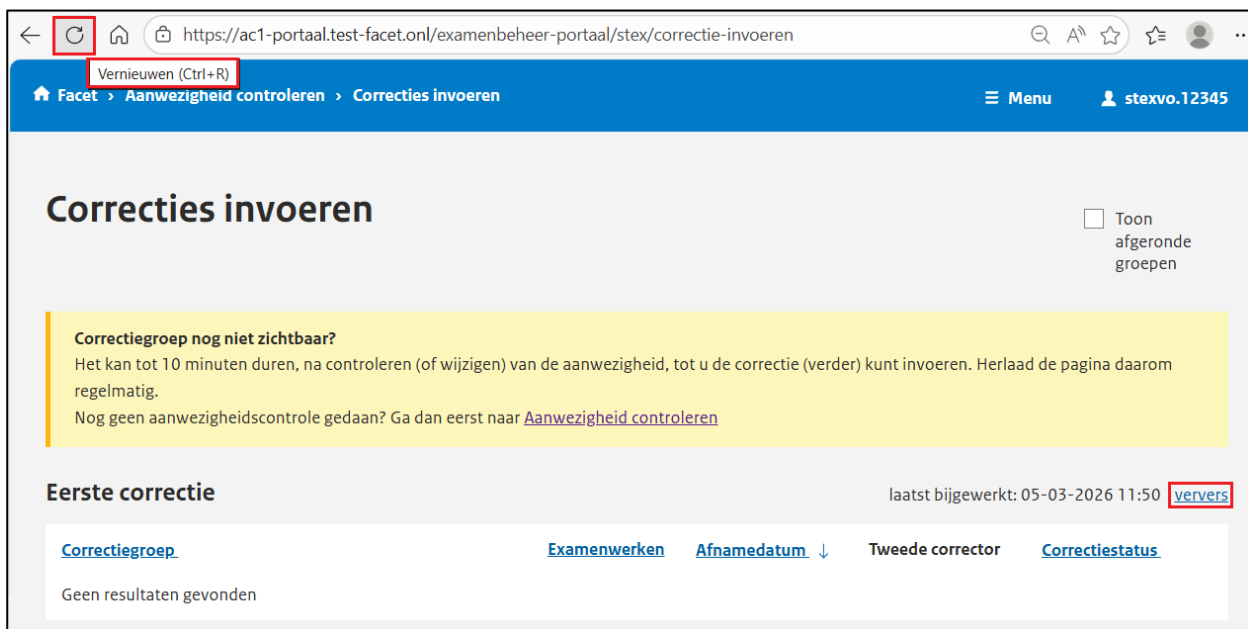 https://ac1-portaal.test-facet.onl/examenbeheer-portaal/stex/correctie-invoeren
Vernieuwen (Ctrl+R)
Facet › Aanwezigheid controleren › Correcties invoeren
Menu
stexvo.12345
Correcties invoeren
Toon
afgeronde
groepen
Correctiegroep nog niet zichtbaar?
Het kan tot 10 minuten duren, na controleren (of wijzigen) van de aanwezigheid, tot u de correctie (verder) kunt invoeren. Herlaad de pagina daarom
regelmatig.
Nog geen aanwezigheidscontrole gedaan? Ga dan eerst naar Aanwezigheid controleren
Eerste correctie
laatst bijgewerkt: 05-03-2026 11:50 ververs
Correctiegroep Examenwerken Afnamedatum ↓ Tweede corrector Correctiestatus
Geen resultaten gevonden